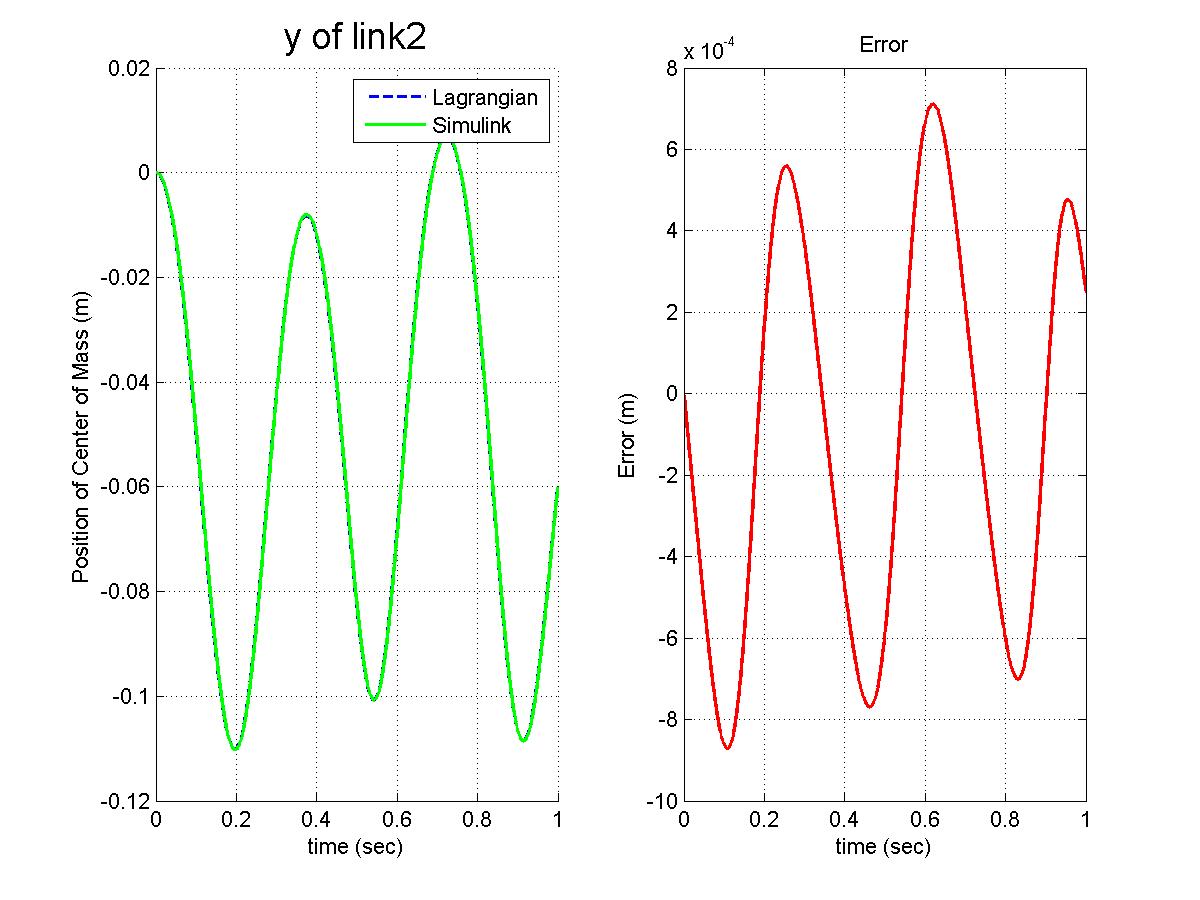 y of link2
0.02
0
-0.02
-0.04
-0.06
-0.08
-0.1
-0.12
Position of Center of Mass (m)
Lagrangian
Simulink
0 0.2 0.4 0.6 0.8 1
time (sec)
Error
x 10^-4
8
6
4
2
0
-2
-4
-6
-8
-10
Error (m)
0 0.2 0.4 0.6 0.8 1
time (sec)